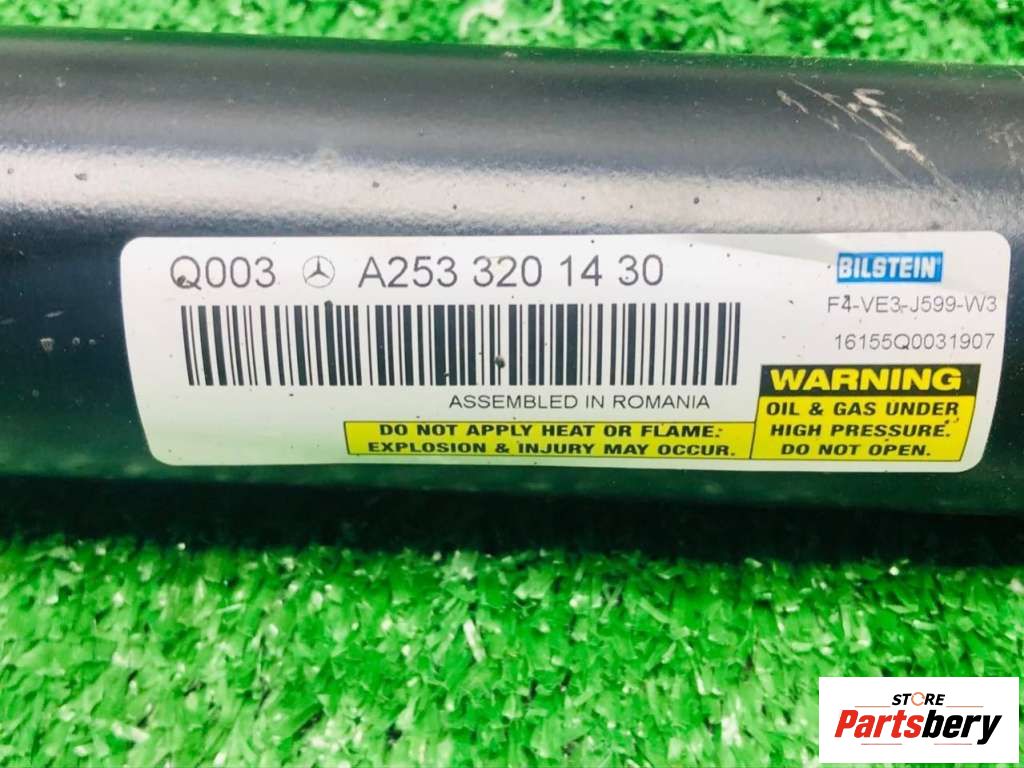 Q003 A253 320 14 30
BILSTEIN
F4-VE3-J599-W3
16155Q0031907
ASSEMBLED IN ROMANIA
DO NOT APPLY HEAT OR FLAME.
EXPLOSION & INJURY MAY OCCUR.
WARNING
OIL & GAS UNDER
HIGH PRESSURE.
DO NOT OPEN.
STORE
Partsbery